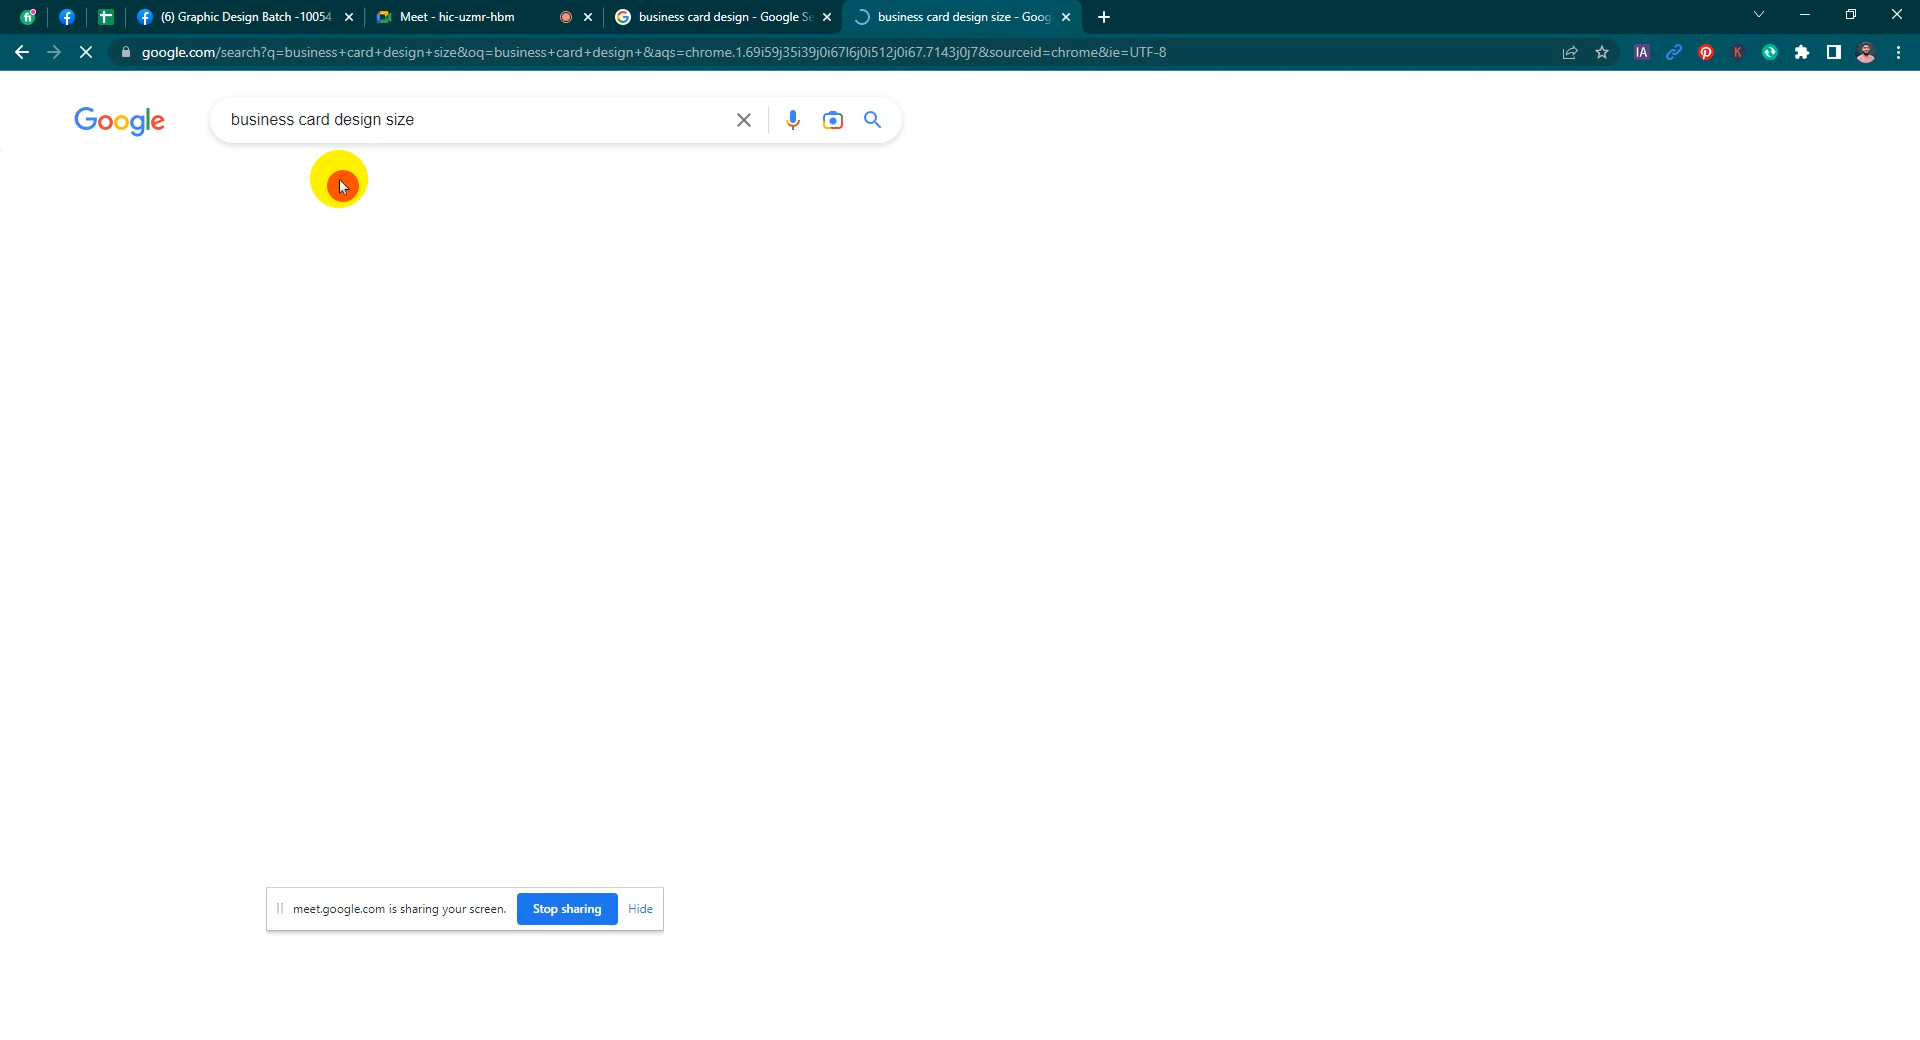 (6) Graphic Design Batch -10054
Meet - hic-uzmr-hbm
business card design - Google Se
business card design size - Goog
google.com/search?q=business+card+design+size&oq=business+card+design+&aqs=chrome.1.69i59j35i39j0i67l6j0i512j0i67.7143j0j7&sourceid=chrome&ie=UTF-8
IA
K
Google
business card design size
meet.google.com is sharing your screen.
Stop sharing
Hide